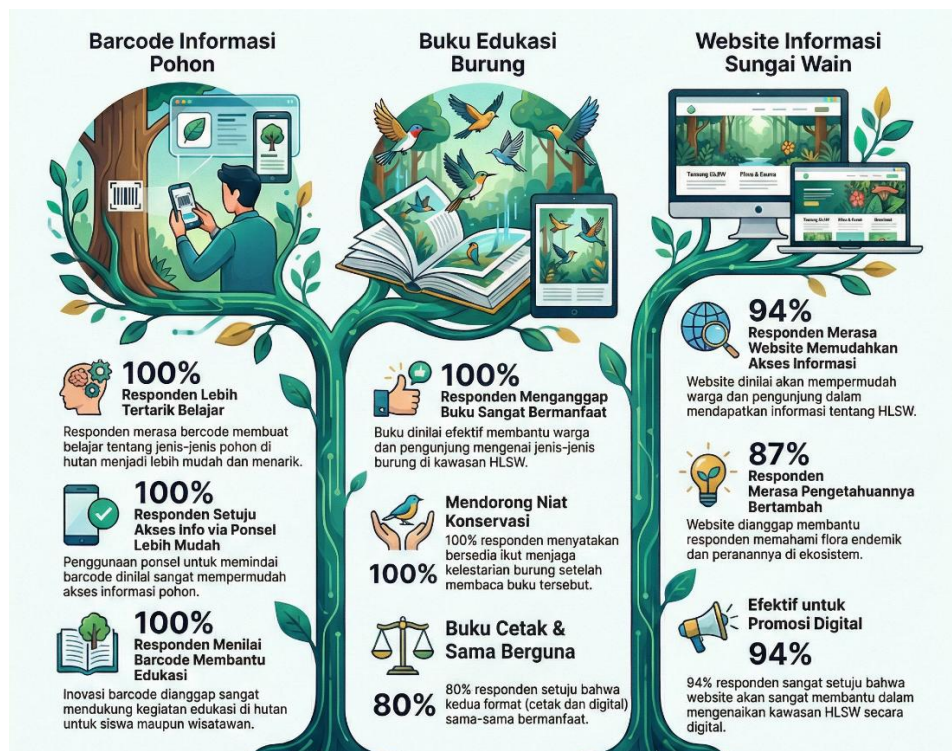 Barcode Informasi
Pohon
100%
Responden Lebih
Tertarik Belajar
Responden merasa bercode membuat
belajar tentang jenis-jenis pohon di
hutan menjadi lebih mudah dan menarik.
100%
Responden Setuju
Akses Info via Ponsel
Lebih Mudah
Penggunaan ponsel untuk memindai
barcode dinilal sangat mempermudah
akses informasi pohon.
100%
Responden Menilai
Barcode Membantu
Edukasi
Inovasi barcode dianggap sangat
mendukung kegiatan edukasi di hutan
untuk siswa maupun wisatawan.
Buku Edukasi
Burung
100%
Responden Menganggap
Buku Sangat Bermanfaat
Buku dinilai efektif membantu warga
dan pengunjung mengenai jenis-jenis
burung di kawasan HLSW.
Mendorong Niat
Konservasi
100% responden menyatakan
bersedia ikut menjaga
kelestarian burung setelah
membaca buku tersebut.
100%
Buku Cetak &
Sama Berguna
80%
80% responden setuju bahwa
kedua format (cetak dan digital)
sama-sama bermanfaat.
Website Informasi
Sungai Wain
94%
Responden Merasa
Website Memudahkan
Akses Informasi
Website dinilai akan mempermudah
warga dan pengunjung dalam
mendapatkan informasi tentang HLSW.
87%
Responden
Merasa Pengetahuannya
Bertambah
Website dianggap membantu
responden memahami flora endemik
dan peranannya di ekosistem.
Efektif untuk
Promosi Digital
94%
94% responden sangat setuju bahwa
website akan sangat membantu dalam
mengenaikan kawasan HLSW secara
digital.